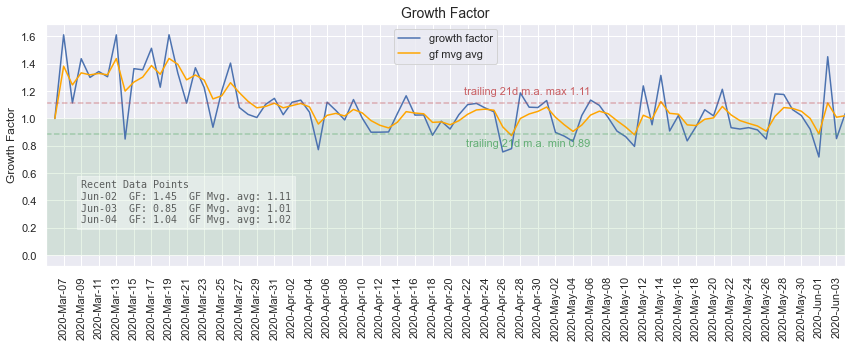 Growth Factor
growth factor
gf mvg avg
trailing 21d m.a. max 1.11
trailing 21d m.a. min 0.89
Recent Data Points
Jun-02  GF: 1.45  GF Mvg. avg: 1.11
Jun-03  GF: 0.85  GF Mvg. avg: 1.01
Jun-04  GF: 1.04  GF Mvg. avg: 1.02
Growth Factor
1.6
1.4
1.2
1.0
0.8
0.6
0.4
0.2
0.0
2020-Mar-07
2020-Mar-09
2020-Mar-11
2020-Mar-13
2020-Mar-15
2020-Mar-17
2020-Mar-19
2020-Mar-21
2020-Mar-23
2020-Mar-25
2020-Mar-27
2020-Mar-29
2020-Mar-31
2020-Apr-02
2020-Apr-04
2020-Apr-06
2020-Apr-08
2020-Apr-10
2020-Apr-12
2020-Apr-14
2020-Apr-16
2020-Apr-18
2020-Apr-20
2020-Apr-22
2020-Apr-24
2020-Apr-26
2020-Apr-28
2020-Apr-30
2020-May-02
2020-May-04
2020-May-06
2020-May-08
2020-May-10
2020-May-12
2020-May-14
2020-May-16
2020-May-18
2020-May-20
2020-May-22
2020-May-24
2020-May-26
2020-May-28
2020-May-30
2020-Jun-01
2020-Jun-03